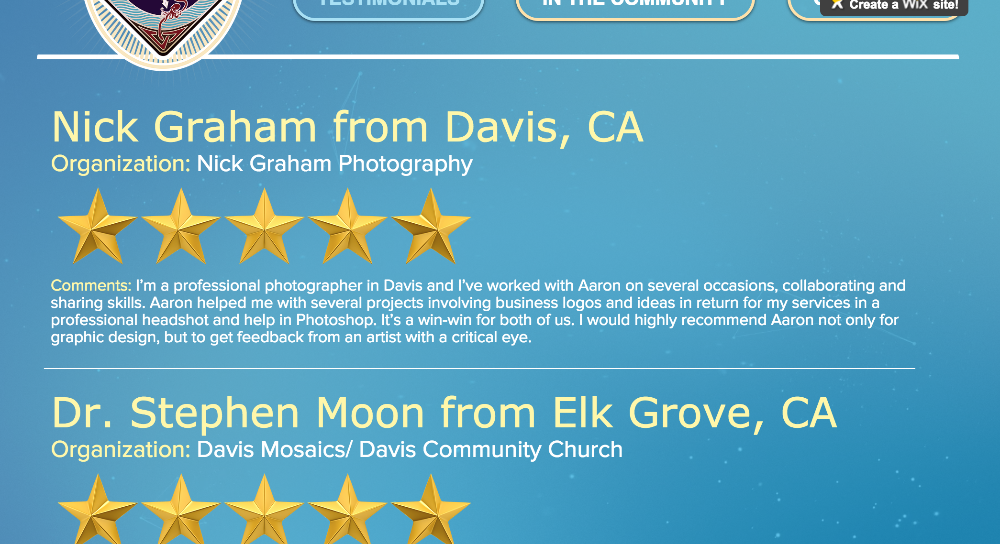 TESTIMONIALS
IN THE COMMUNITY
Create a WiX site!
Nick Graham from Davis, CA
Organization: Nick Graham Photography
Comments: I’m a professional photographer in Davis and I’ve worked with Aaron on several occasions, collaborating and
sharing skills. Aaron helped me with several projects involving business logos and ideas in return for my services in a
professional headshot and help in Photoshop. It’s a win-win for both of us. I would highly recommend Aaron not only for
graphic design, but to get feedback from an artist with a critical eye.
Dr. Stephen Moon from Elk Grove, CA
Organization: Davis Mosaics/ Davis Community Church